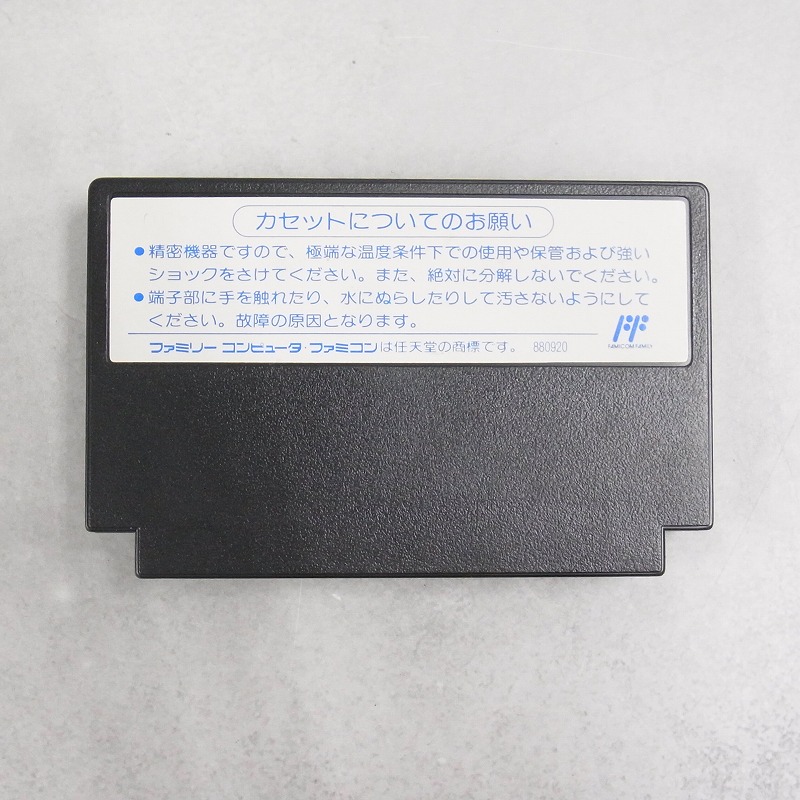 カセットについてのお願い
●精密機器ですので、極端な温度条件下での使用や保管および強い
ショックをさけてください。また、絶対に分解しないでください。
●端子部に手を触れたり、水にぬらしたりして汚さないようにして
ください。故障の原因となります。
ファミリーコンピュータ・ファミコンは任天堂の商標です。 880920
FAMICOM FAMILY